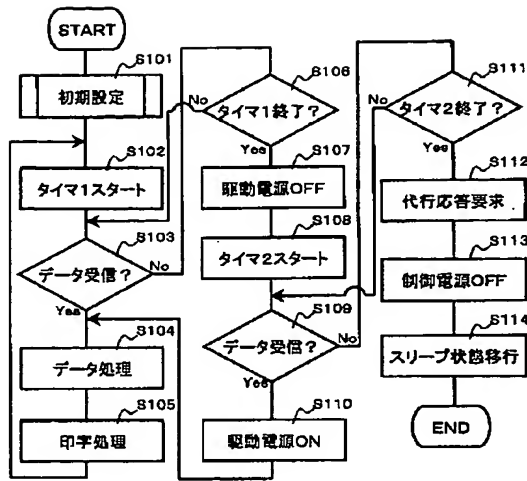 START
S101
初期設定
S102
タイマ1スタート
S103
データ受信?
No
Yes
S104
データ処理
S105
印字処理
S106
タイマ1終了?
No
Yes
S107
駆動電源OFF
S108
タイマ2スタート
S109
データ受信?
No
Yes
S110
駆動電源ON
S111
タイマ2終了?
No
Yes
S112
代行応答要求
S113
制御電源OFF
S114
スリープ状態移行
END